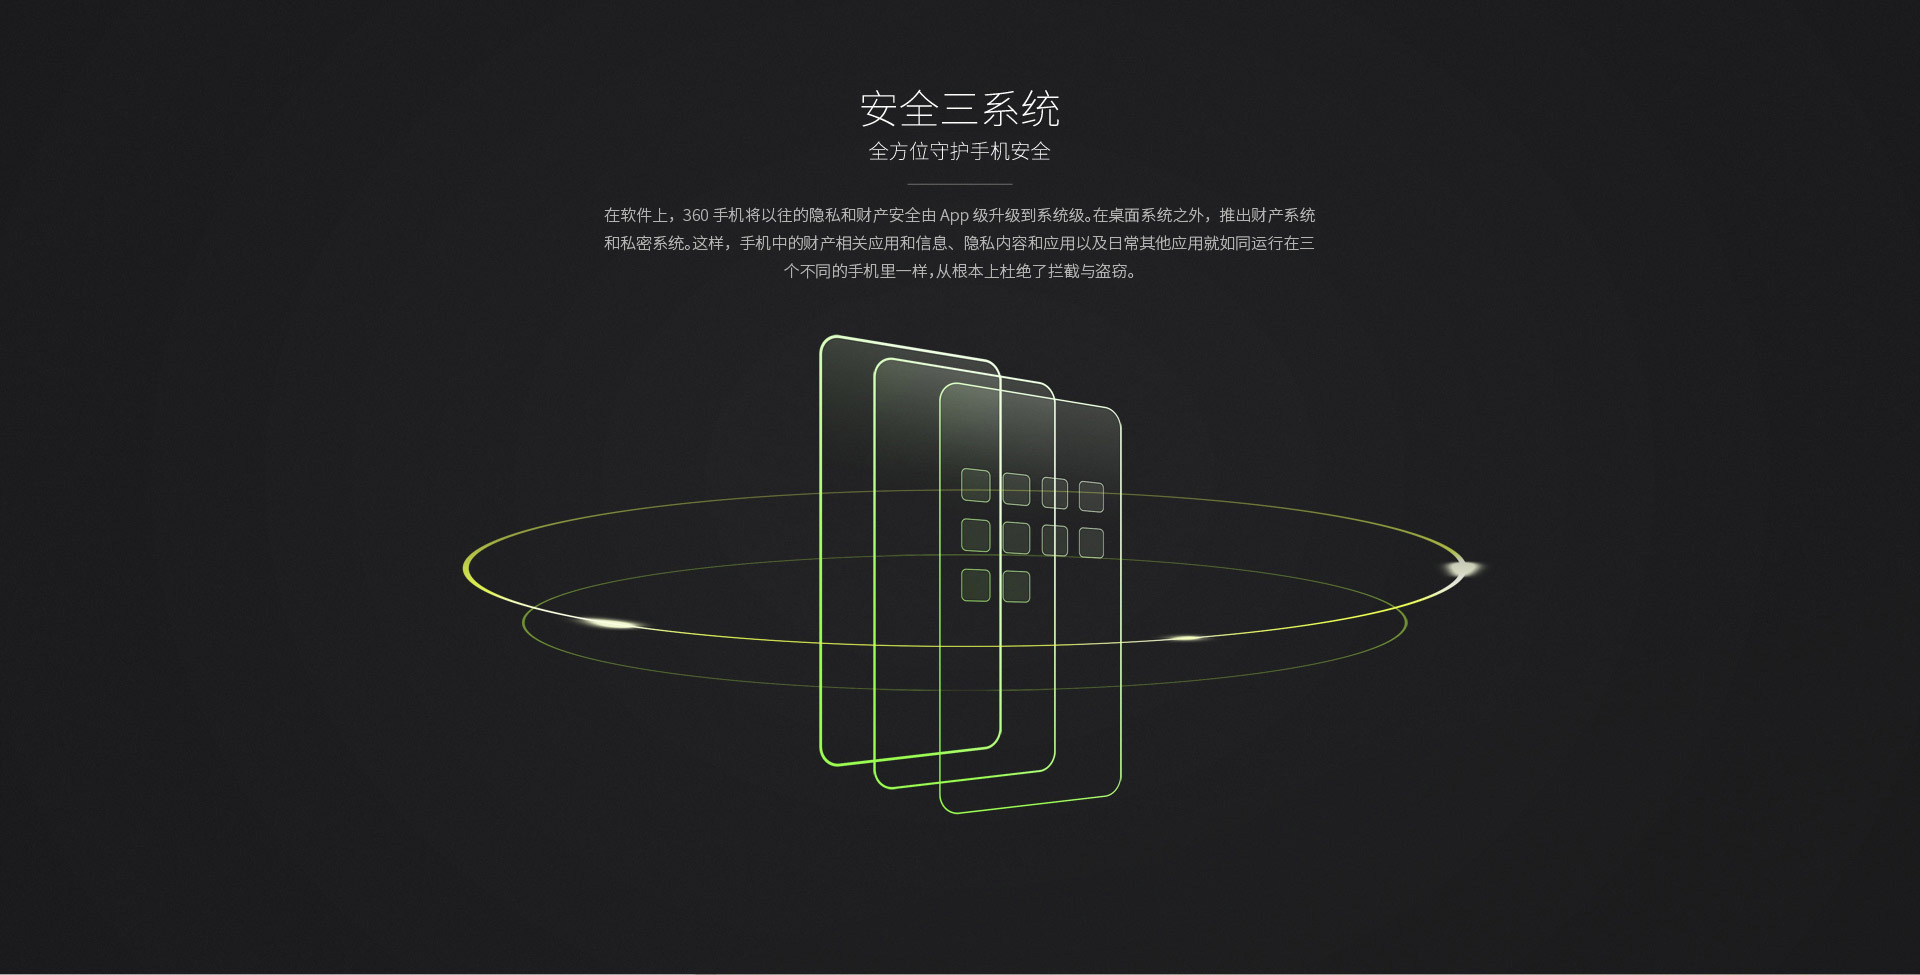 安全三系统
全方位守护手机安全
在软件上，360 手机将以往的隐私和财产安全由 App 级升级到系统级。在桌面系统之外，推出财产系统
和私密系统。这样，手机中的财产相关应用和信息、隐私内容和应用以及日常其他应用就如同运行在三
个不同的手机里一样，从根本上杜绝了拦截与盗窃。